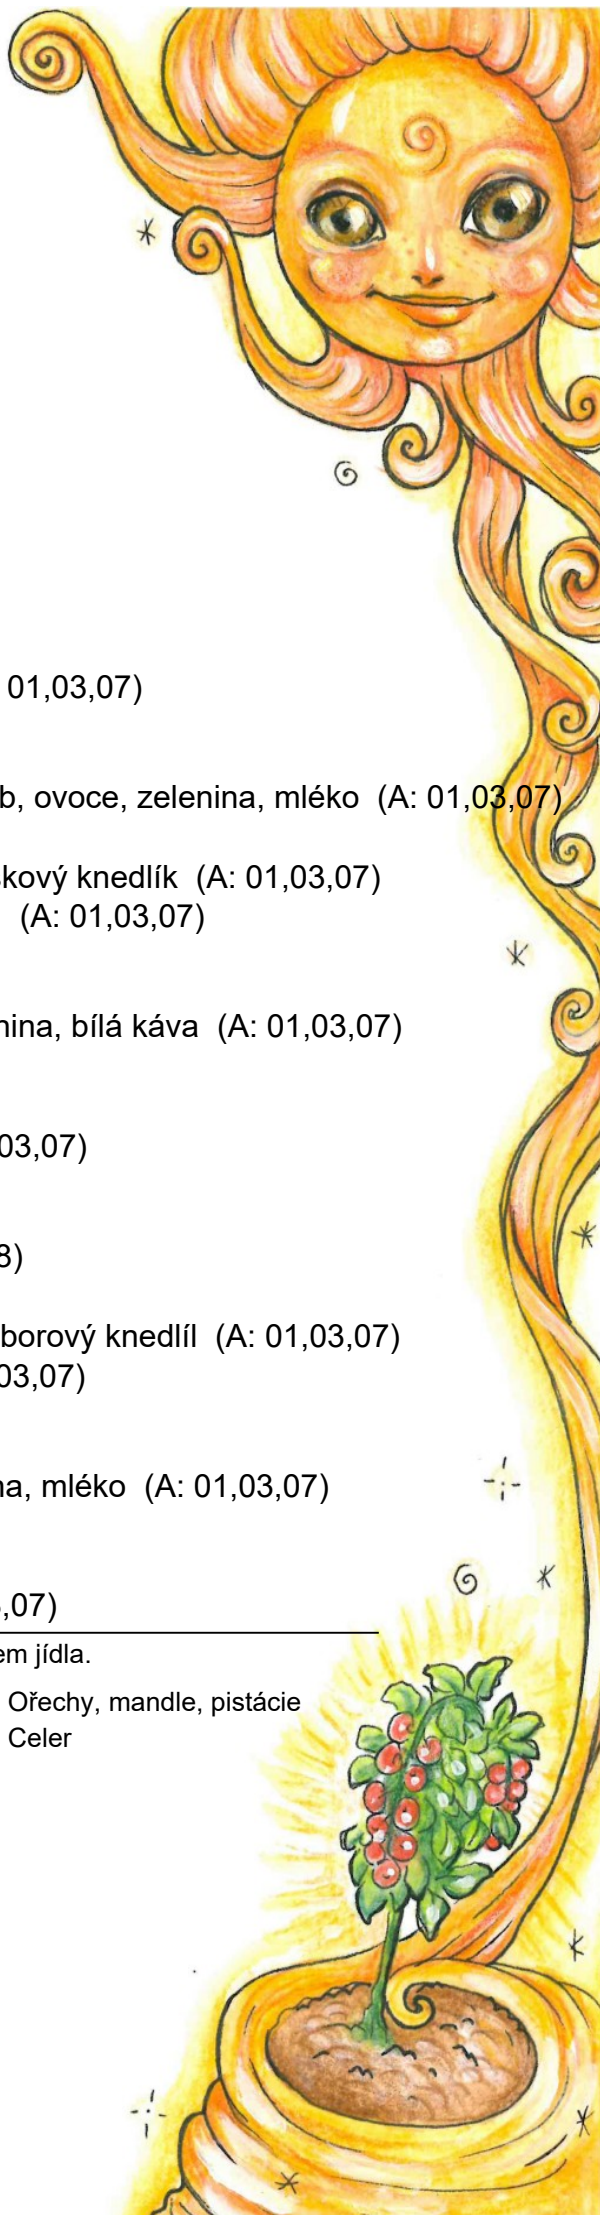 01,03,07)
b, ovoce, zelenina, mléko (A: 01,03,07)
kový knedlík (A: 01,03,07)
(A: 01,03,07)
nina, bílá káva (A: 01,03,07)
03,07)
8)
borový knedlíl (A: 01,03,07)
03,07)
na, mléko (A: 01,03,07)
,07)
em jídla.
Ořechy, mandle, pistácie
Celer